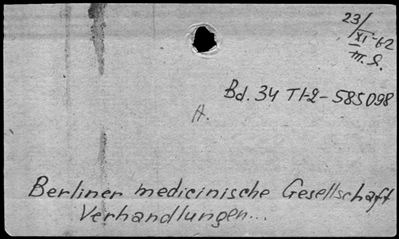 23/XI-62
Bd. 34 T1-2-585098
A.
Berliner medicinische Gesellschaft
Verhandlungen...